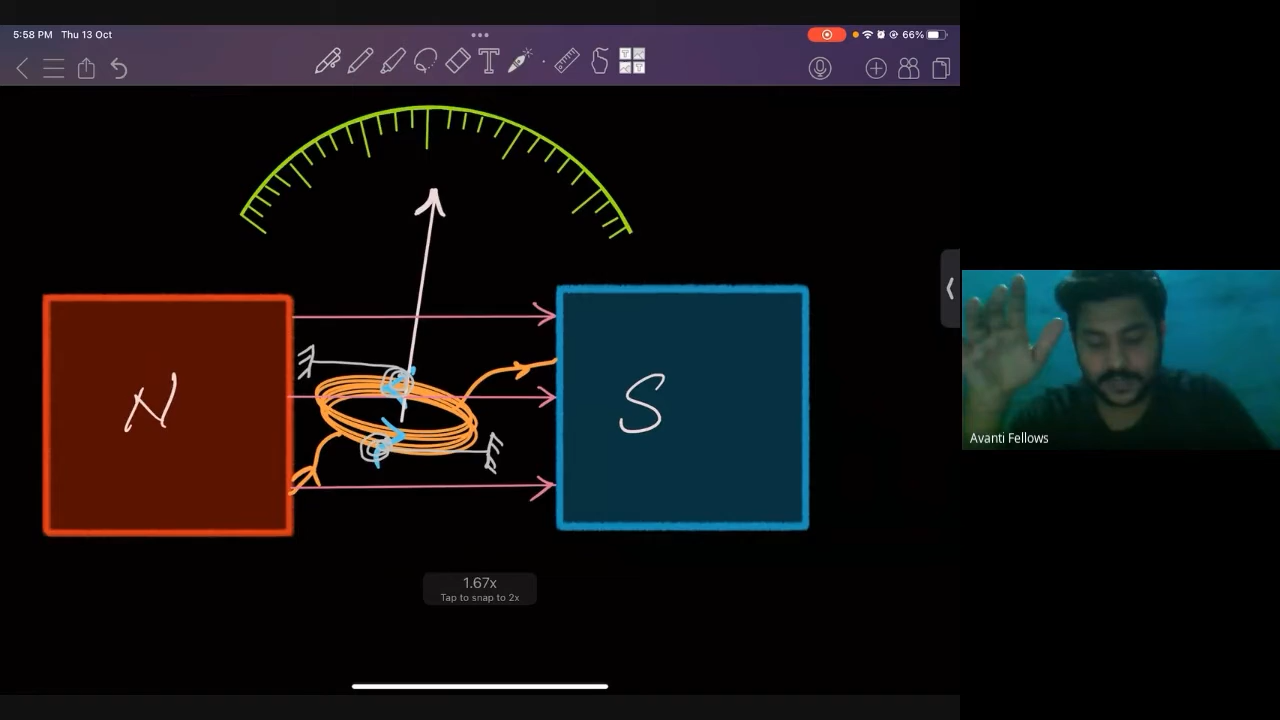 5:58 PM Thu 13 Oct
66%
T
N
S
1.67x
Tap to snap to 2x
Avanti Fellows